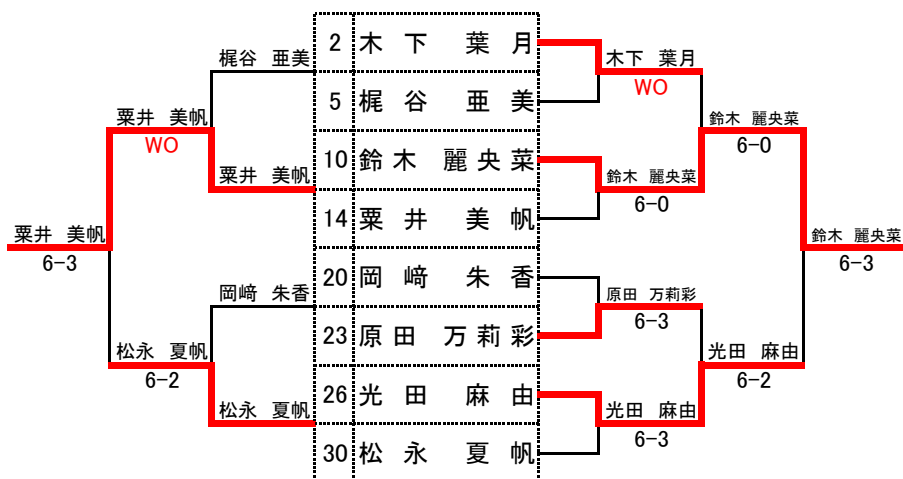 2 木下 葉月
5 梶谷 亜美
10 鈴木 麗央菜
14 粟井 美帆
20 岡﨑 朱香
23 原田 万莉彩
26 光田 麻由
30 松永 夏帆
梶谷 亜美
粟井 美帆
WO
粟井 美帆
粟井 美帆
6-3
岡﨑 朱香
松永 夏帆
6-2
松永 夏帆
木下 葉月
WO
鈴木 麗央菜
6-0
鈴木 麗央菜
6-0
鈴木 麗央菜
6-3
原田 万莉彩
6-3
光田 麻由
6-2
光田 麻由
6-3